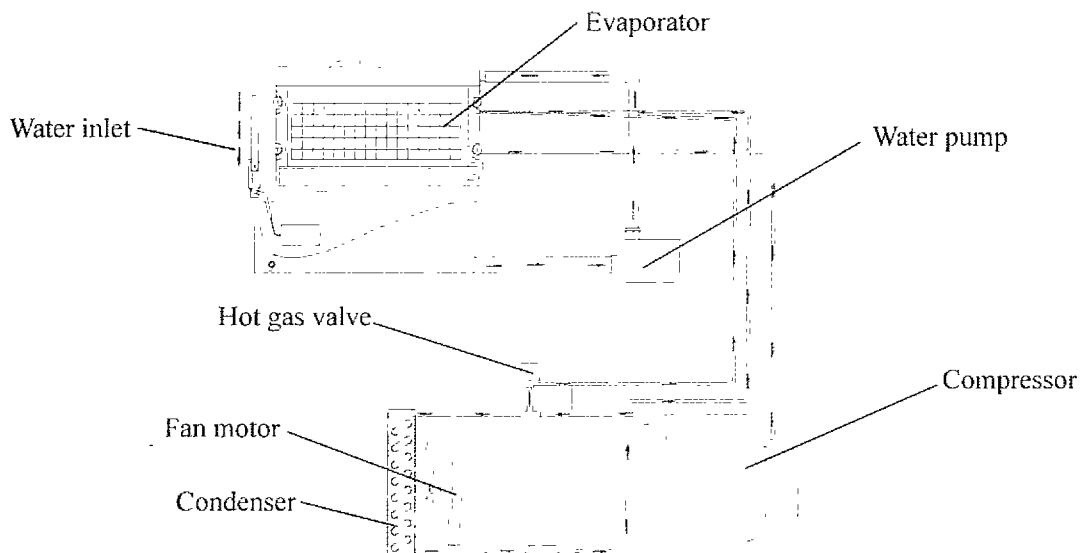 Evaporator
Water inlet
Water pump
Hot gas valve
Compressor
Fan motor
Condenser